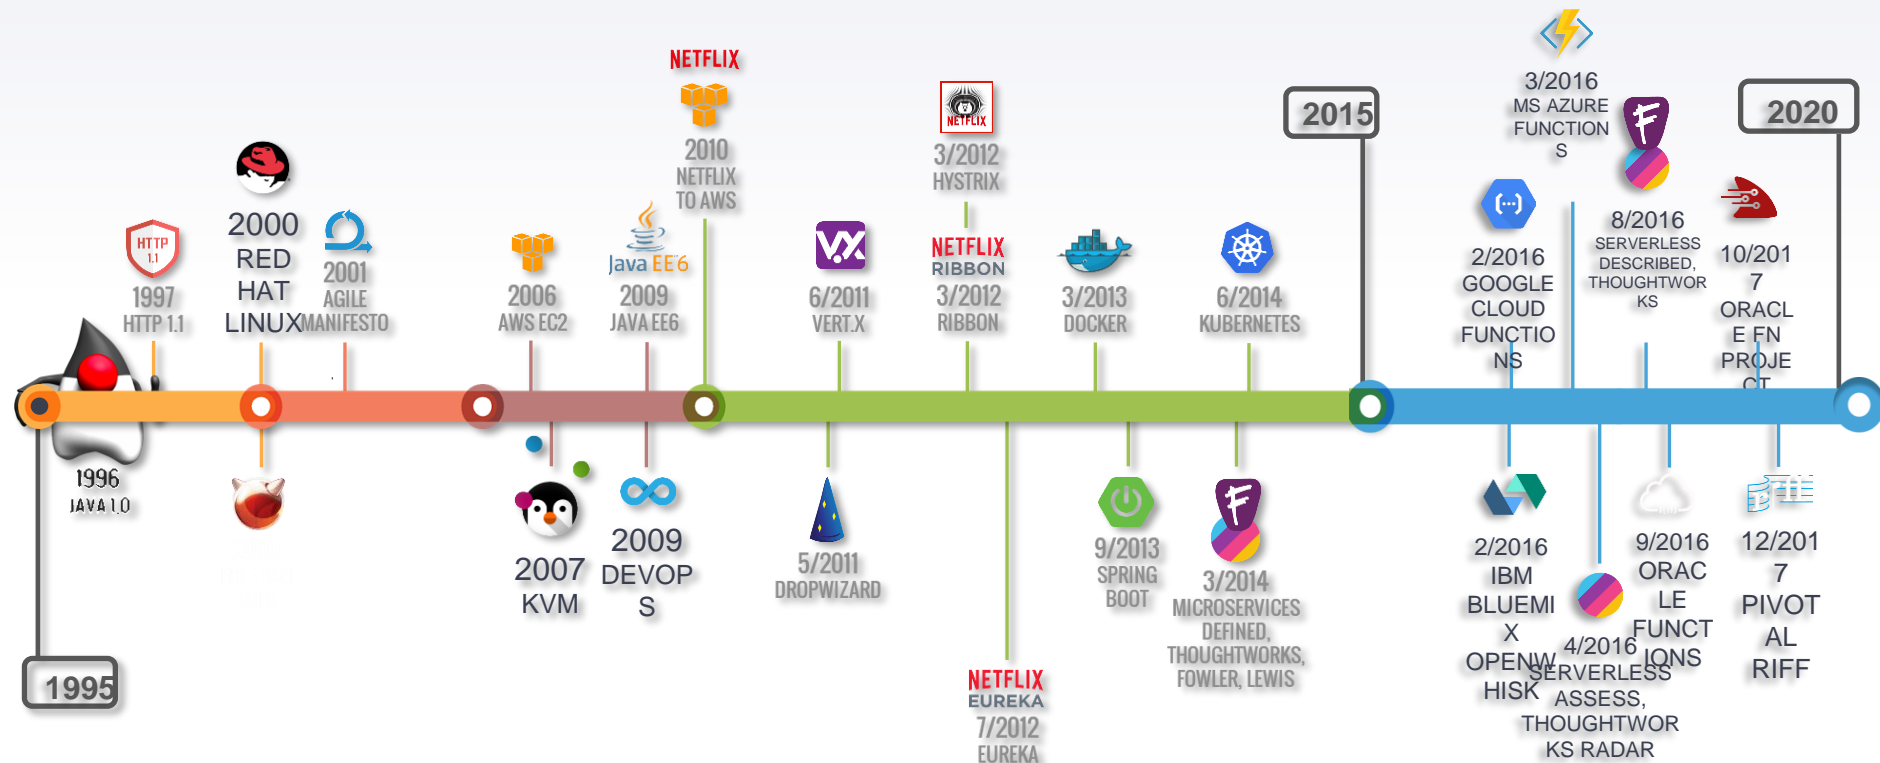 1995
1996
JAVA 1.0
HTTP
1.1
1997
HTTP 1.1
2000
RED
HAT
LINUX
2001
AGILE
MANIFESTO
2006
AWS EC2
2007
KVM
Java EE6
2009
JAVA EE6
2009
DEVOP
S
NETFLIX
2010
NETFLIX
TO AWS
5/2011
DROPWIZARD
V.X
6/2011
VERT.X
NETFLIX
3/2012
HYSTRIX
NETFLIX
RIBBON
3/2012
RIBBON
NETFLIX
EUREKA
7/2012
EUREKA
3/2013
DOCKER
9/2013
SPRING
BOOT
F
3/2014
MICROSERVICES
DEFINED,
THOUGHTWORKS,
FOWLER, LEWIS
6/2014
KUBERNETES
2015
2/2016
GOOGLE
CLOUD
FUNCTIO
NS
2/2016
IBM
BLUEMI
X
OPENW
HISK
3/2016
MS AZURE
FUNCTION
S
4/2016
SERVERLESS
ASSESS,
THOUGHTWOR
KS RADAR
F
8/2016
SERVERLESS
DESCRIBED,
THOUGHTWOR
KS
9/2016
ORAC
LE
FUNCT
IONS
10/201
7
ORACL
E FN
PROJE
CT
12/201
7
PIVOT
AL
RIFF
2020